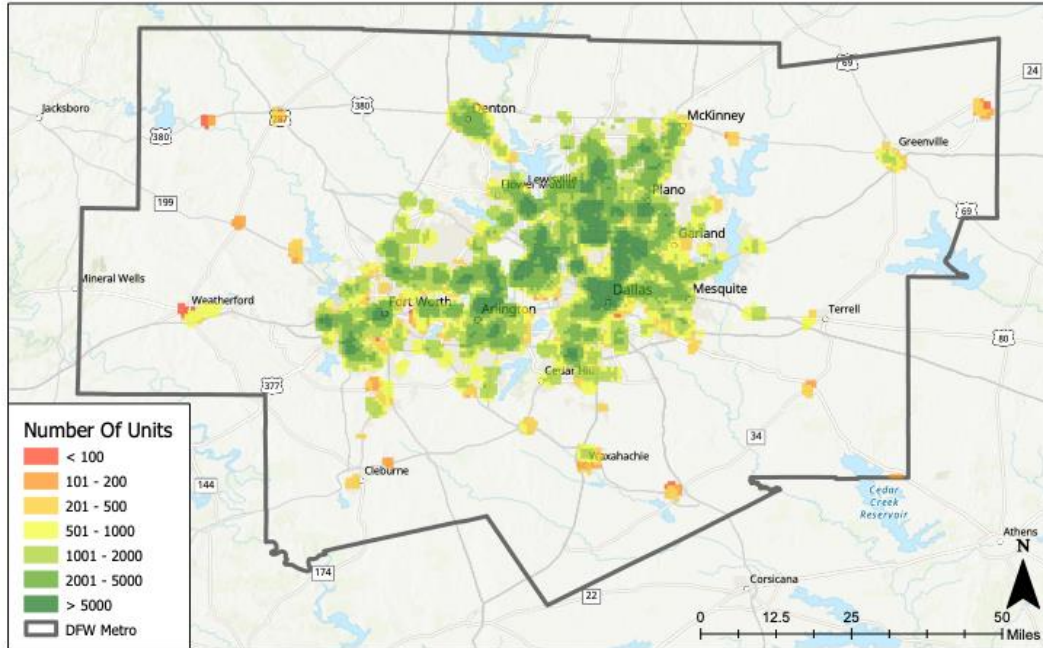 69
24
Jacksboro
380
287
Denton
McKinney
380
Greenville
Lewisville
Flower Mound
Plano
199
69
Garland
Mineral Wells
Weatherford
Fort Worth
Dallas
Mesquite
Arlington
Terrell
80
377
Cedar Hill
34
Number Of Units
< 100
101 - 200
201 - 500
501 - 1000
1001 - 2000
2001 - 5000
> 5000
DFW Metro
Waxahachie
Cleburne
144
Cedar
Creek
Reservoir
Athens
N
174
22
Corsicana
0 12.5 25 50
Miles